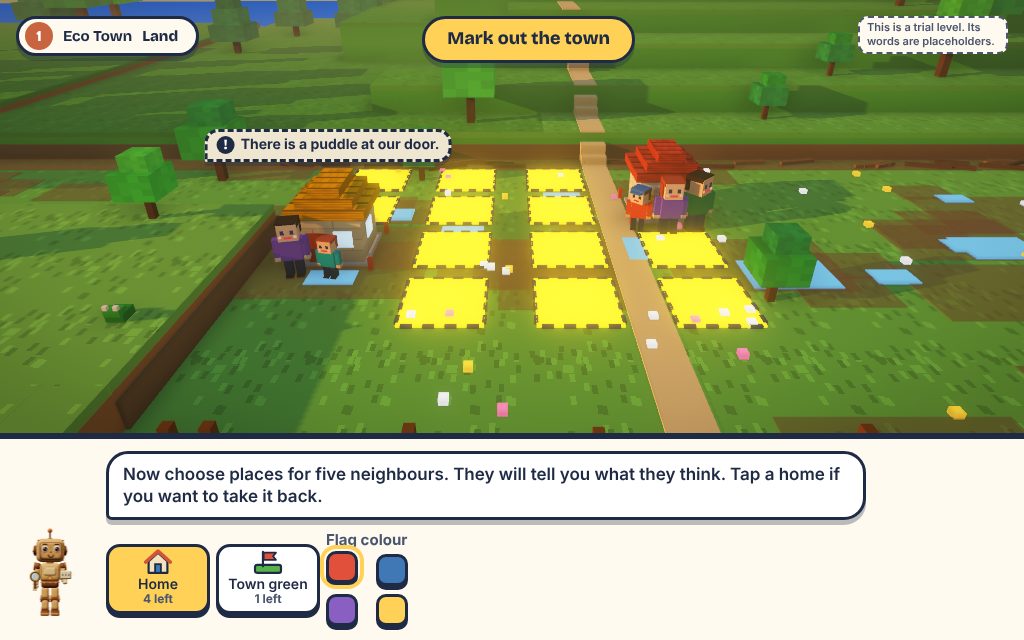 1 Eco Town Land
Mark out the town
This is a trial level. Its
words are placeholders.
! There is a puddle at our door.
Now choose places for five neighbours. They will tell you what they think. Tap a home if
you want to take it back.
Flag colour
Home
4 left
Town green
1 left